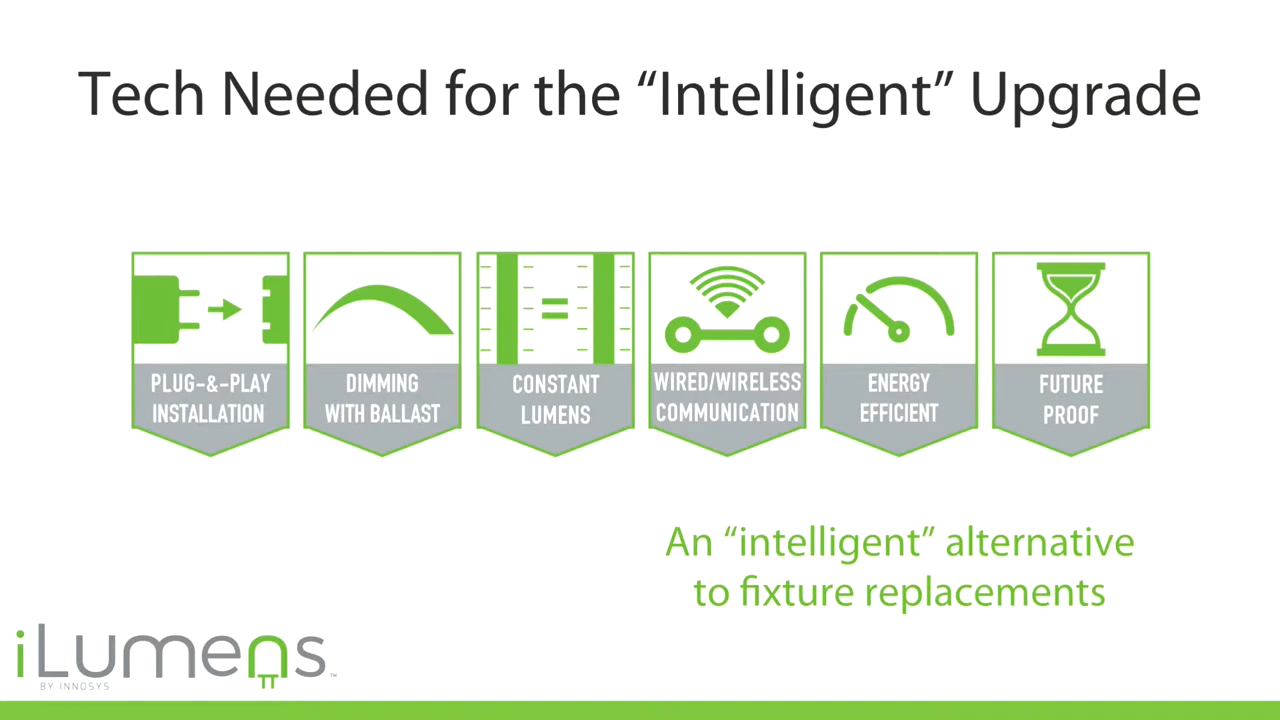 Tech Needed for the “Intelligent” Upgrade
PLUG-&-PLAY
INSTALLATION
DIMMING
WITH BALLAST
CONSTANT
LUMENS
WIRED/WIRELESS
COMMUNICATION
ENERGY
EFFICIENT
FUTURE
PROOF
An “intelligent” alternative
to fixture replacements
iLumens™
BY INNOSYS